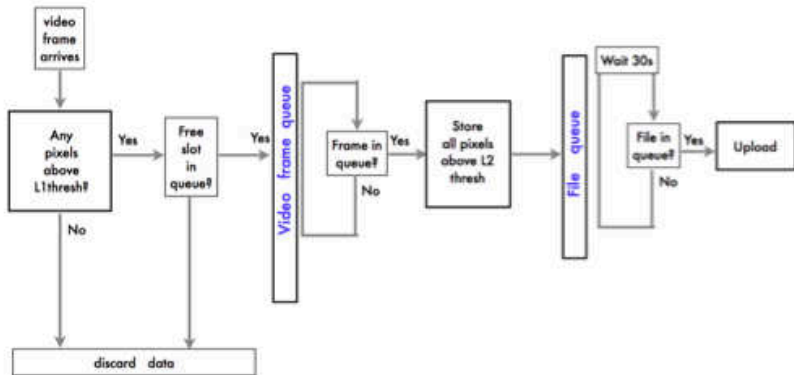 video
frame
arrives
Any
pixels
above
L1thresh?
Yes
No
Free
slot
in
queue?
Yes
discard data
Video frame queue
Frame in
queue?
Yes
No
Store
all pixels
above L2
thresh
File queue
Wait 30s
File in
queue?
Yes
No
Upload